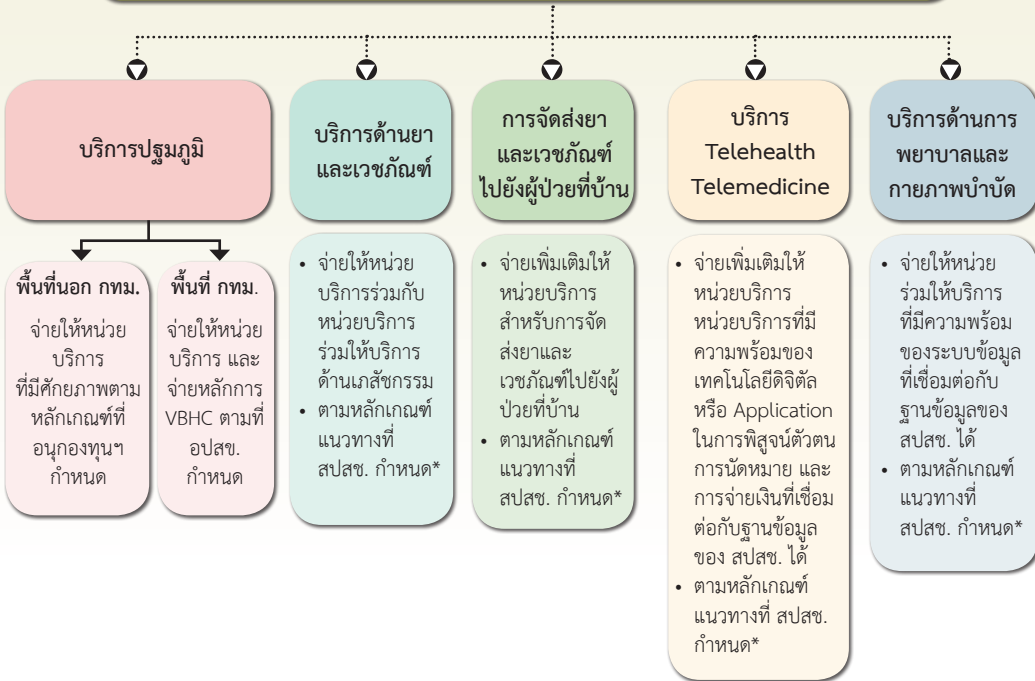 บริการปฐมภูมิ
พื้นที่นอก กทม.
จ่ายให้หน่วย
บริการ
ที่มีศักยภาพตาม
หลักเกณฑ์ที่
อนุกองทุนฯ
กำหนด
พื้นที่ กทม.
จ่ายให้หน่วย
บริการ และ
จ่ายหลักการ
VBHC ตามที่
อปสข.
กำหนด
บริการด้านยา
และเวชภัณฑ์
• จ่ายให้หน่วย
บริการร่วมกับ
หน่วยบริการ
ร่วมให้บริการ
ด้านเภสัชกรรม
• ตามหลักเกณฑ์
แนวทางที่
สปสช. กำหนด*
การจัดส่งยา
และเวชภัณฑ์
ไปยังผู้ป่วยที่บ้าน
• จ่ายเพิ่มเติมให้
หน่วยบริการ
สำหรับการจัด
ส่งยาและ
เวชภัณฑ์ไปยังผู้
ป่วยที่บ้าน
• ตามหลักเกณฑ์
แนวทางที่
สปสช. กำหนด*
บริการ
Telehealth
Telemedicine
• จ่ายเพิ่มเติมให้
หน่วยบริการ
หน่วยบริการที่มี
ความพร้อมของ
เทคโนโลยีดิจิตัล
หรือ Application
ในการพิสูจน์ตัวตน
การนัดหมาย และ
การจ่ายเงินที่เชื่อม
ต่อกับฐานข้อมูล
ของ สปสช. ได้
• ตามหลักเกณฑ์
แนวทางที่ สปสช.
กำหนด*
บริการด้านการ
พยาบาลและ
กายภาพบำบัด
• จ่ายให้หน่วย
ร่วมให้บริการ
ที่มีความพร้อม
ของระบบข้อมูล
ที่เชื่อมต่อกับ
ฐานข้อมูลของ
สปสช. ได้
• ตามหลักเกณฑ์
แนวทางที่
สปสช. กำหนด*